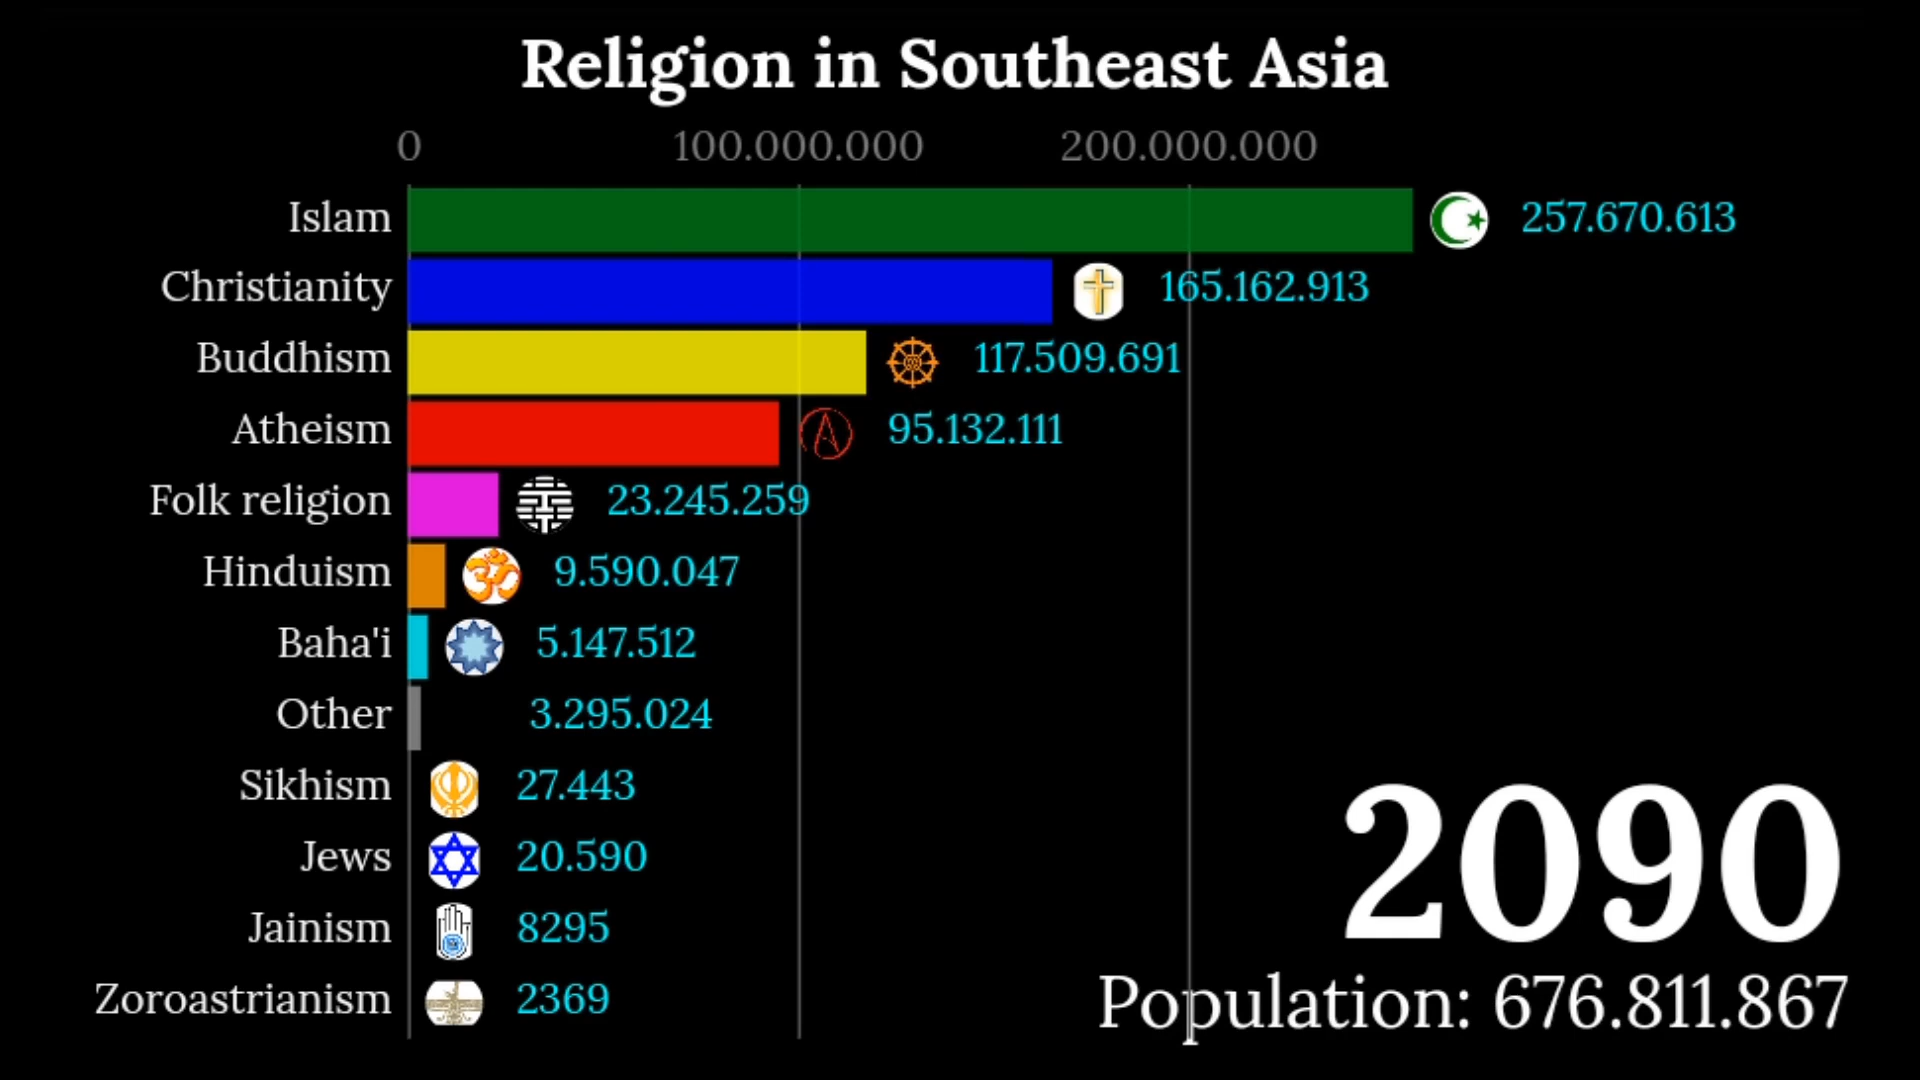 Religion in Southeast Asia
0 100.000.000 200.000.000
Islam 257.670.613
Christianity 165.162.913
Buddhism 117.509.691
Atheism 95.132.111
Folk religion 23.245.259
Hinduism 9.590.047
Baha'i 5.147.512
Other 3.295.024
Sikhism 27.443
Jews 20.590
Jainism 8295
Zoroastrianism 2369
2090
Population: 676.811.867